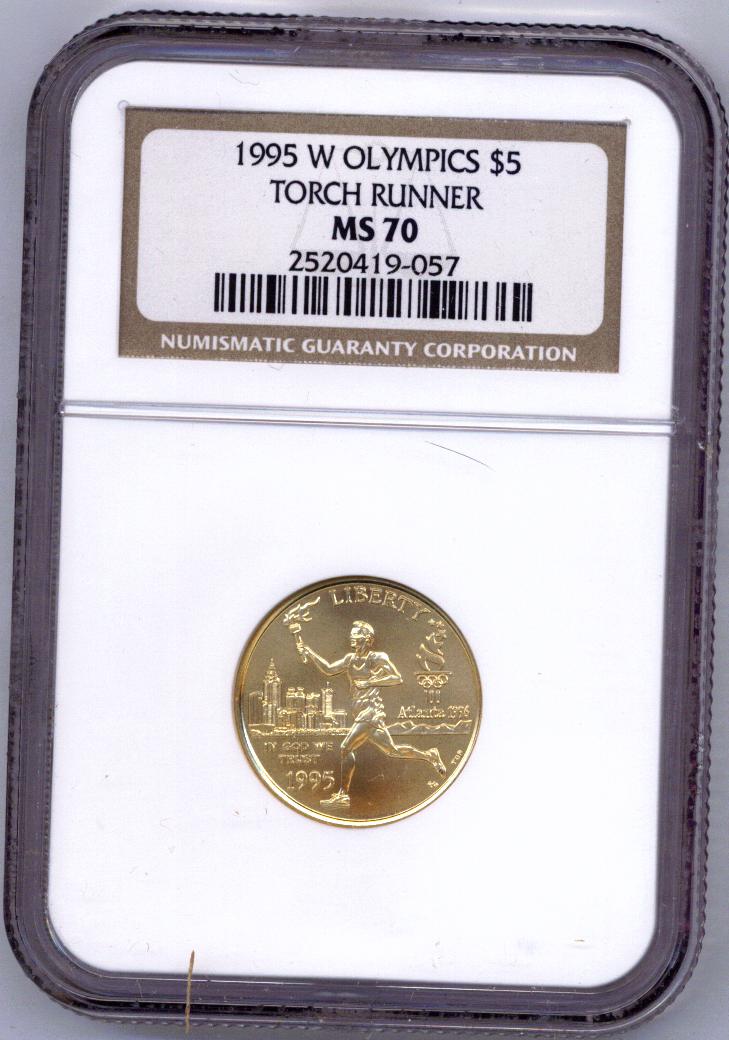 1995 W OLYMPICS $5
TORCH RUNNER
MS 70
2520419-057
NUMISMATIC GUARANTY CORPORATION
LIBERTY
Atlanta 1996
IN GOD WE
TRUST
1995